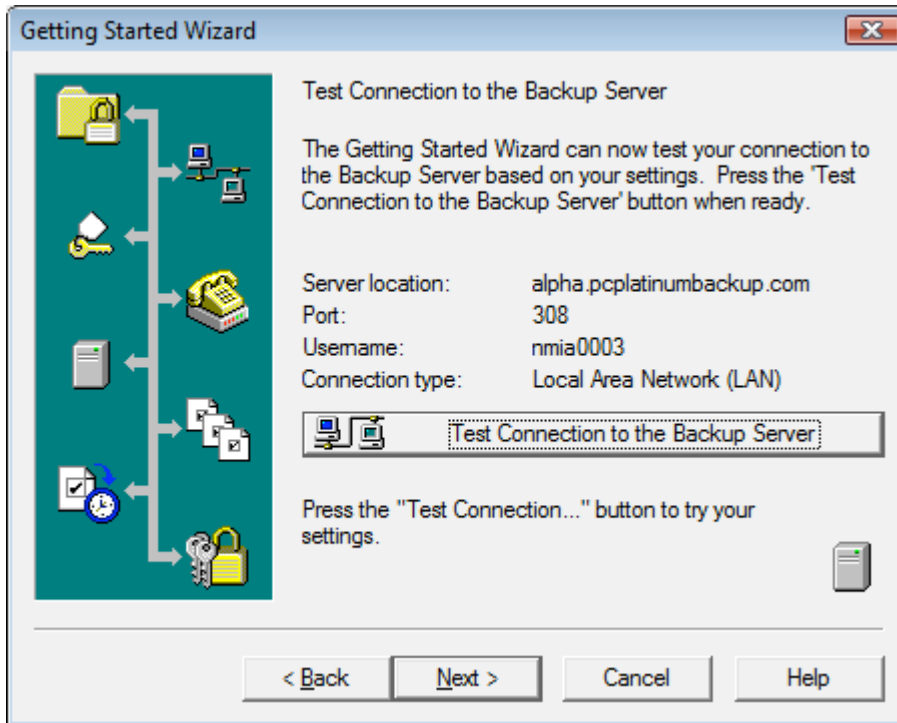 Getting Started Wizard
Test Connection to the Backup Server
The Getting Started Wizard can now test your connection to
the Backup Server based on your settings. Press the 'Test
Connection to the Backup Server' button when ready.
Server location: alpha.pcplatinumbackup.com
Port: 308
Username: nmia0003
Connection type: Local Area Network (LAN)
Test Connection to the Backup Server
Press the "Test Connection..." button to try your
settings.
< Back Next > Cancel Help